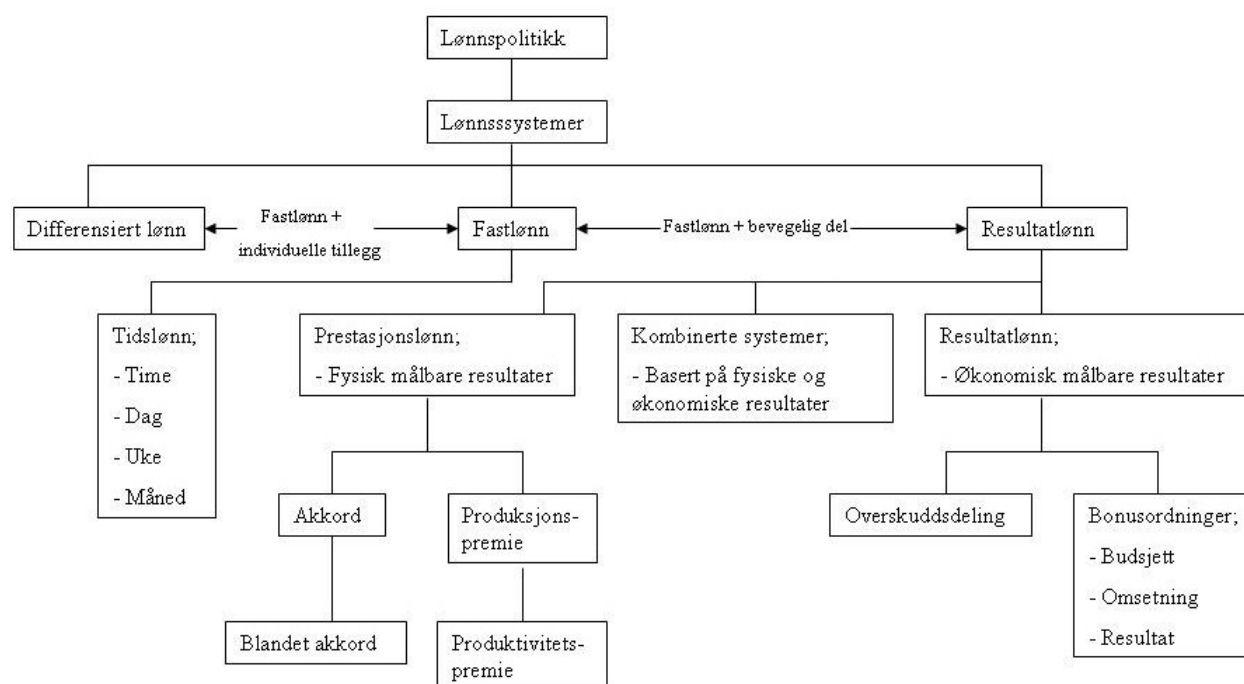 Lønnspolitikk
Lønnsssystemer
Differensiert lønn
Fastlønn +
individuelle tillegg
Fastlønn
Fastlønn + bevegelig del
Resultatlønn
Tidslønn;
- Time
- Dag
- Uke
- Måned
Prestasjonslønn;
- Fysisk målbare resultater
Kombinerte systemer;
- Basert på fysiske og
økonomiske resultater
Resultatlønn;
- Økonomisk målbare resultater
Akkord
Produksjons-
premie
Overskuddsdeling
Bonusordninger;
- Budsjett
- Omsetning
- Resultat
Blandet akkord
Produktivitets-
premie